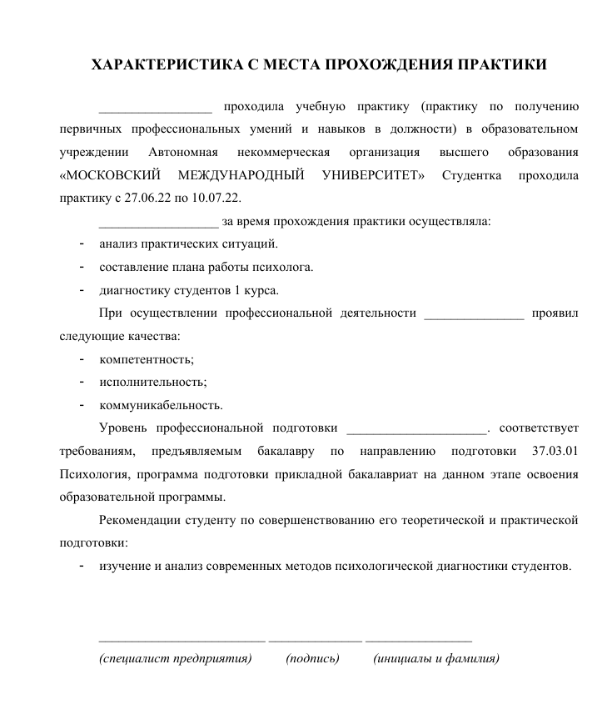 ХАРАКТЕРИСТИКА С МЕСТА ПРОХОЖДЕНИЯ ПРАКТИКИ
_________________ проходила учебную практику (практику по получению
первичных профессиональных умений и навыков в должности) в образовательном
учреждении Автономная некоммерческая организация высшего образования
«МОСКОВСКИЙ МЕЖДУНАРОДНЫЙ УНИВЕРСИТЕТ» Студентка проходила
практику с 27.06.22 по 10.07.22.
__________________ за время прохождения практики осуществляла:
- анализ практических ситуаций.
- составление плана работы психолога.
- диагностику студентов 1 курса.
При осуществлении профессиональной деятельности _______________ проявил
следующие качества:
- компетентность;
- исполнительность;
- коммуникабельность.
Уровень профессиональной подготовки _____________________. соответствует
требованиям, предъявляемым бакалавру по направлению подготовки 37.03.01
Психология, программа подготовки прикладной бакалавриат на данном этапе освоения
образовательной программы.
Рекомендации студенту по совершенствованию его теоретической и практической
подготовки:
- изучение и анализ современных методов психологической диагностики студентов.
_________________________ ______________ ________________
(специалист предприятия) (подпись) (инициалы и фамилия)